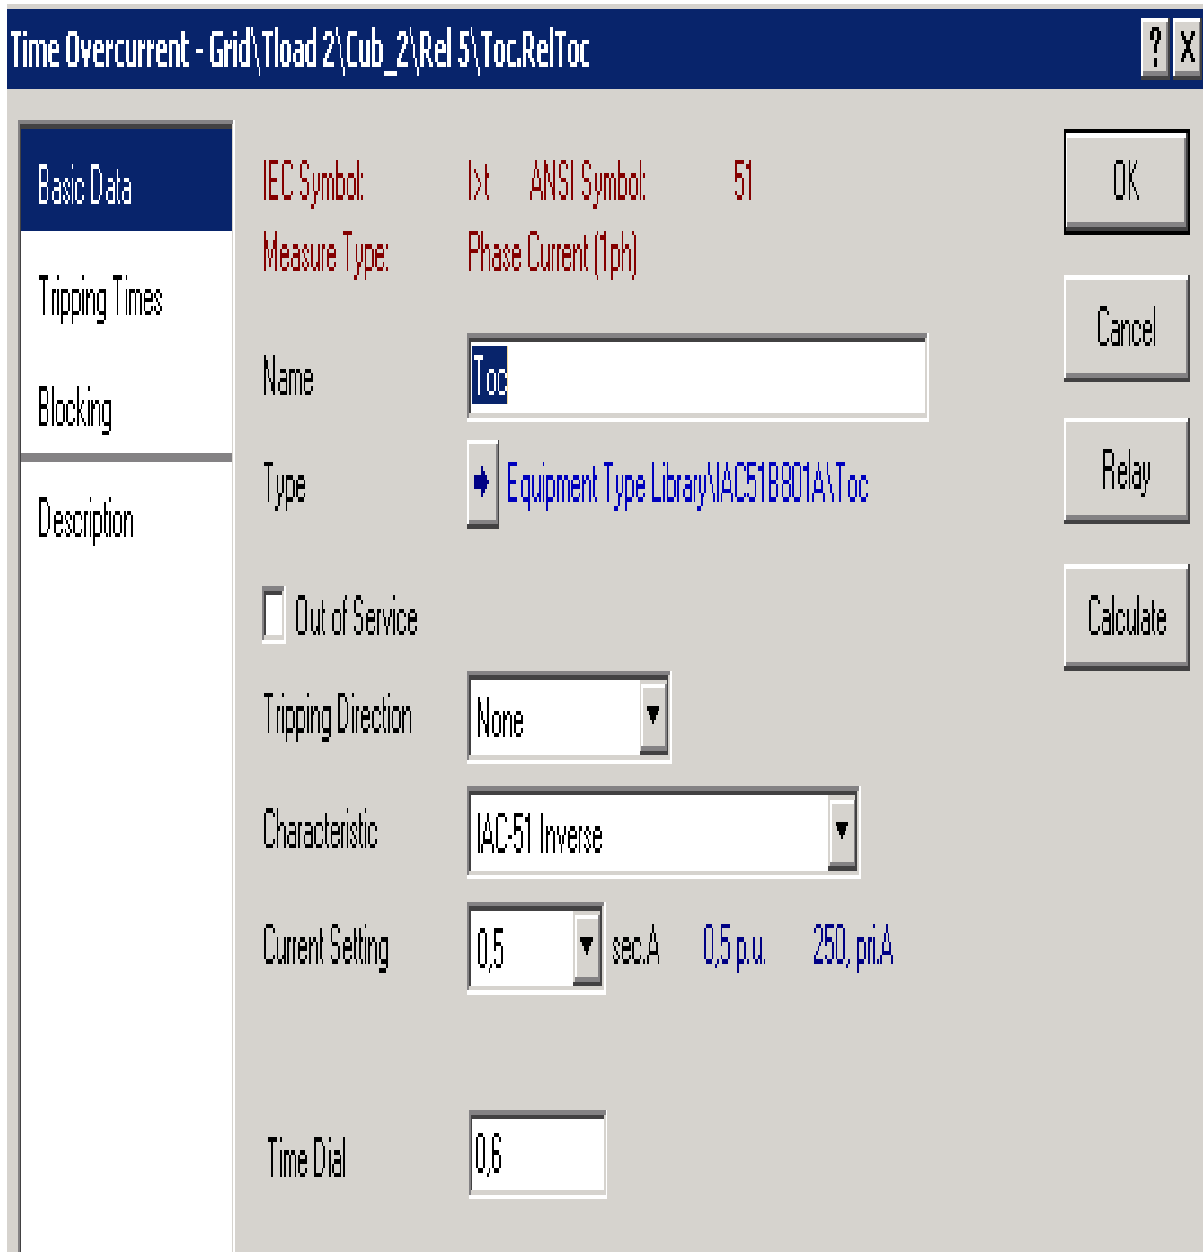 Time Overcurrent - Grid\Tload 2\Cub_2\Rel 5\Toc.RelToc ? X
Basic Data
Tripping Times
Blocking
Description
IEC Symbol: I>t ANSI Symbol: 51
Measure Type: Phase Current (1ph)
Name Toc
Type Equipment Type Library\IAC51B801A\Toc
Out of Service
Tripping Direction None
Characteristic IAC-51 Inverse
Current Setting 0,5 sec.A 0,5 p.u. 250, pri.A
Time Dial 0,6
OK
Cancel
Relay
Calculate